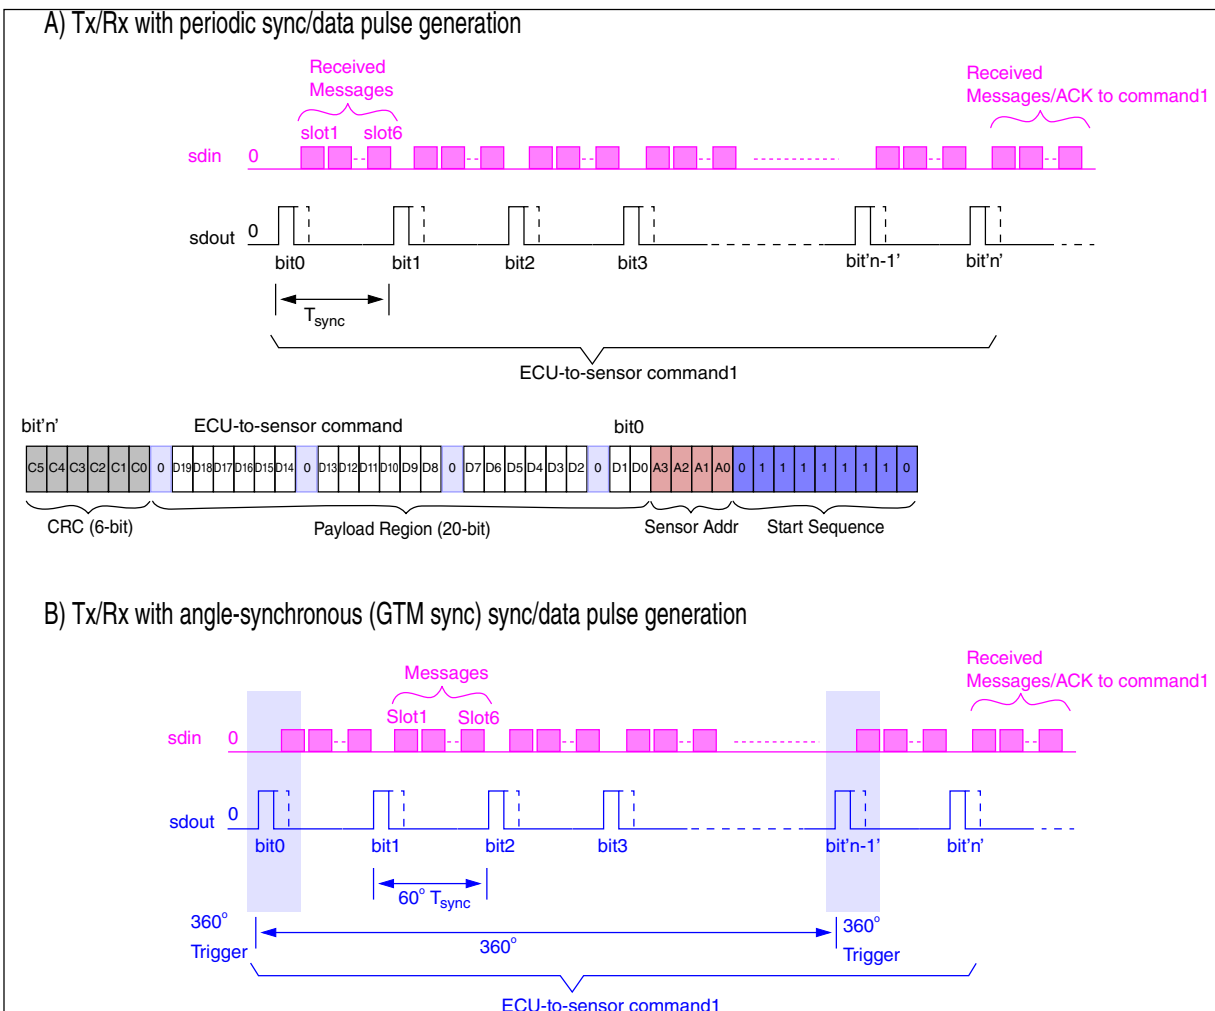 A) Tx/Rx with periodic sync/data pulse generation
Received
Messages
Received
Messages/ACK to command1
slot1 slot6
sdin 0
sdout 0
bit0 bit1 bit2 bit3 bit'n-1' bit'n'
Tsync
ECU-to-sensor command1
bit'n' ECU-to-sensor command bit0
C5 C4 C3 C2 C1 C0 0 D19 D18 D17 D16 D15 D14 0 D13 D12 D11 D10 D9 D8 0 D7 D6 D5 D4 D3 D2 0 D1 D0 A3 A2 A1 A0 0 1 1 1 1 1 1 1 0
CRC (6-bit) Payload Region (20-bit) Sensor Addr Start Sequence
B) Tx/Rx with angle-synchronous (GTM sync) sync/data pulse generation
Messages
Received
Messages/ACK to command1
Slot1 Slot6
sdin 0
sdout 0
bit0 bit1 bit2 bit3 bit'n-1' bit'n'
60° Tsync
360°
Trigger
360°
360°
Trigger
ECU-to-sensor command1